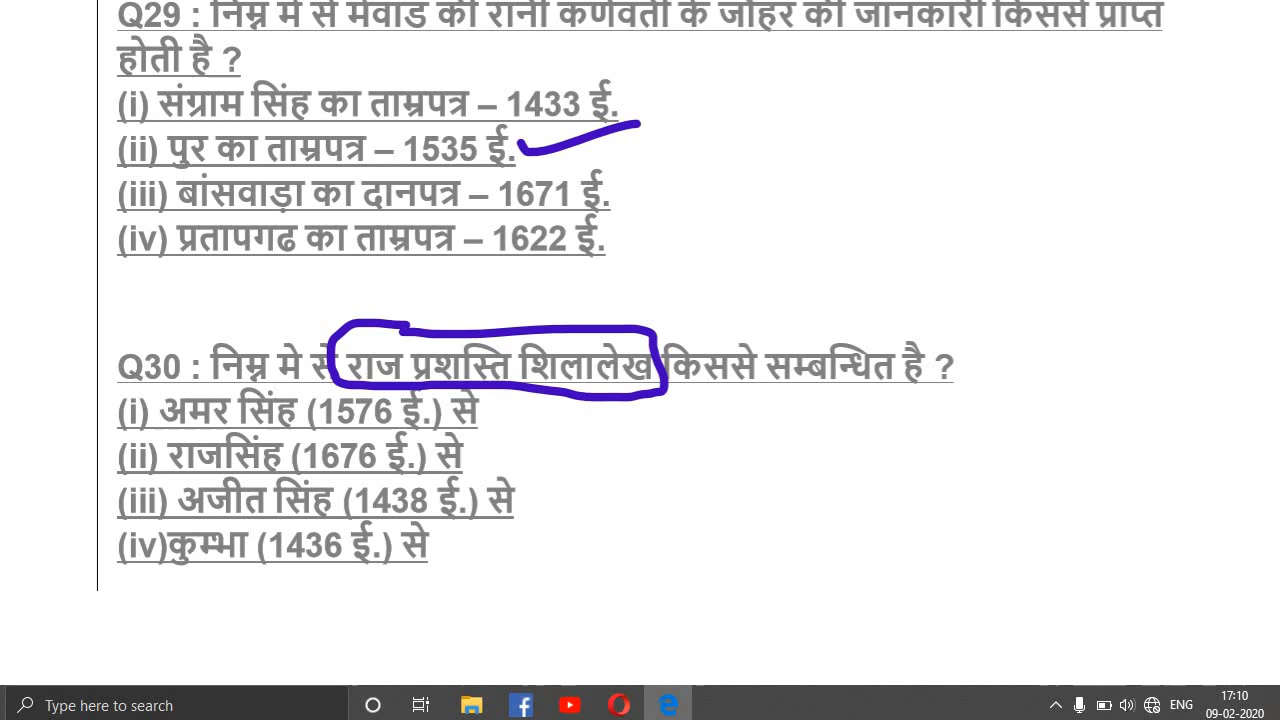 Q29 : निम्न मे से मेवाड की रानी कर्णवती के जोहर की जानकारी किससे प्राप्त
होती है ?
(i) संग्राम सिंह का ताम्रपत्र – 1433 ई.
(ii) पुर का ताम्रपत्र – 1535 ई.
(iii) बांसवाड़ा का दानपत्र – 1671 ई.
(iv) प्रतापगढ का ताम्रपत्र – 1622 ई.
Q30 : निम्न मे से राज प्रशस्ति शिलालेख किससे सम्बन्धित है ?
(i) अमर सिंह (1576 ई.) से
(ii) राजसिंह (1676 ई.) से
(iii) अजीत सिंह (1438 ई.) से
(iv)कुम्भा (1436 ई.) से
Type here to search
ENG
17:10
09-02-2020